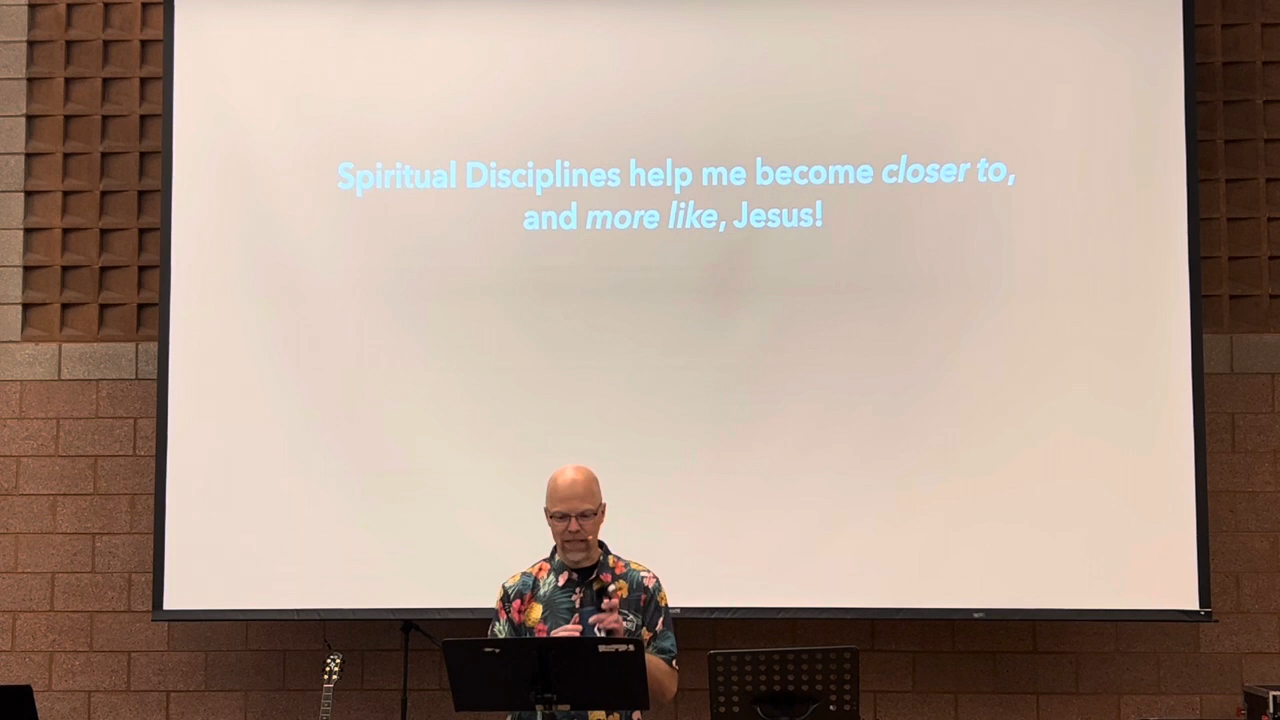 Spiritual Disciplines help me become closer to,
and more like, Jesus!